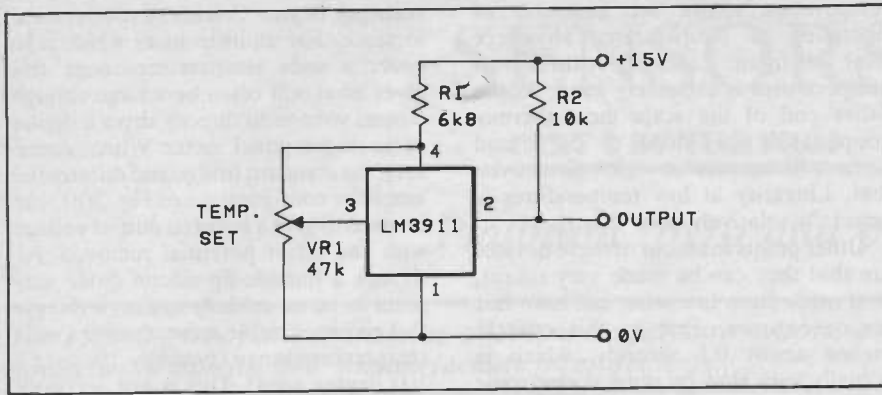 +15V
R1
6k8
R2
10k
4
3
LM3911
2
OUTPUT
TEMP.
SET
VR1
47k
1
0V